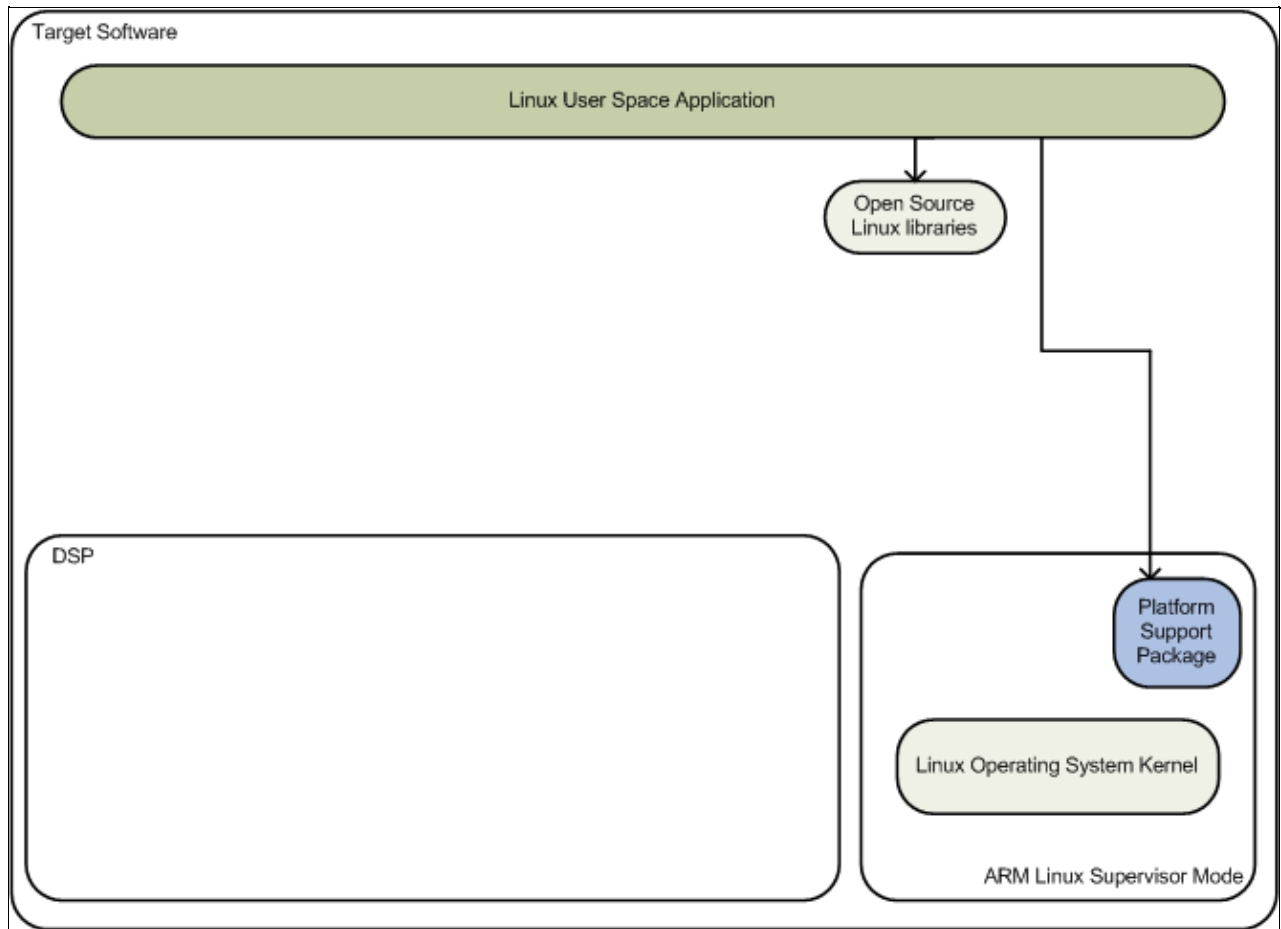 Target Software
Linux User Space Application
Open Source
Linux libraries
DSP
Platform
Support
Package
Linux Operating System Kernel
ARM Linux Supervisor Mode